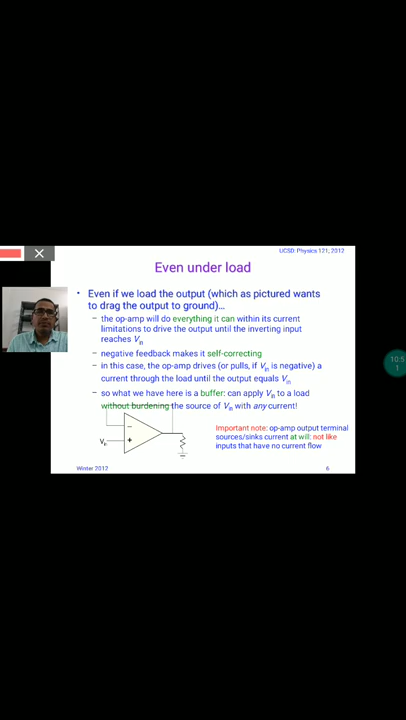 UCSD: Physics 121, 2012
Even under load
• Even if we load the output (which as pictured wants
to drag the output to ground)…
– the op-amp will do everything it can within its current
limitations to drive the output until the inverting input
reaches Vin
– negative feedback makes it self-correcting
– in this case, the op-amp drives (or pulls, if Vin is negative) a
current through the load until the output equals Vin
– so what we have here is a buffer: can apply Vin to a load
without burdening the source of Vin with any current!
Vin
−
+
Important note: op-amp output terminal
sources/sinks current at will: not like
inputs that have no current flow
Winter 2012
6
10:5
1